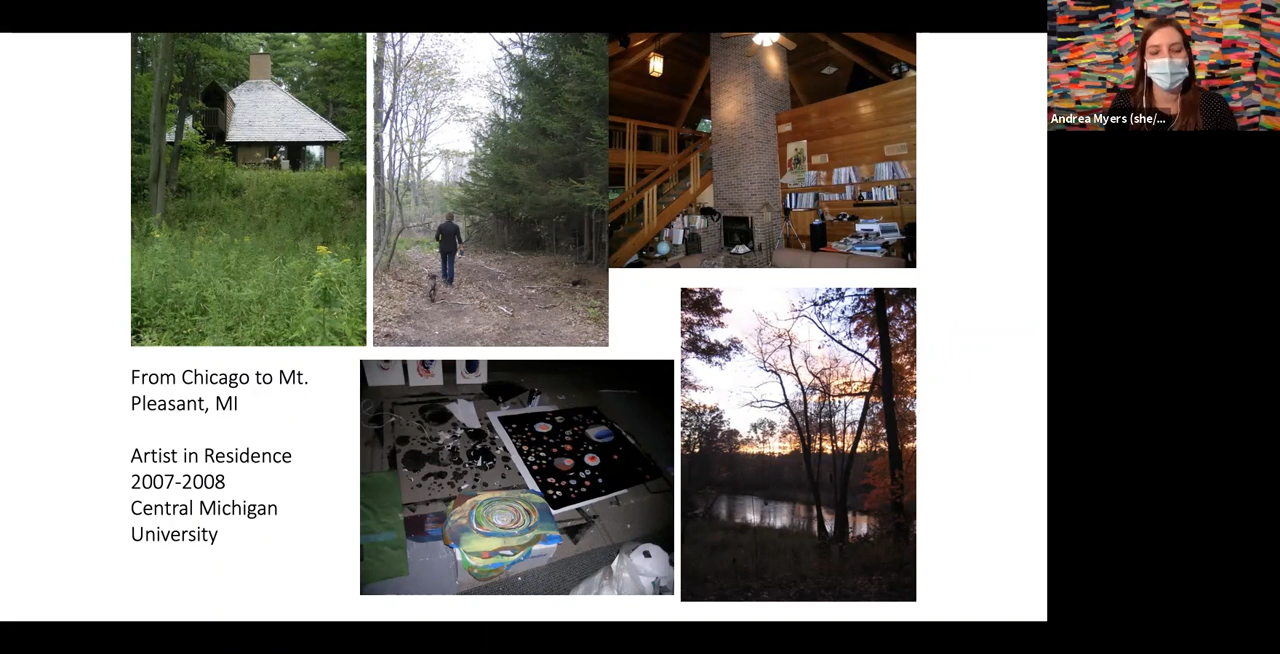 From Chicago to Mt.
Pleasant, MI
Artist in Residence
2007-2008
Central Michigan
University
Andrea Myers (she/...